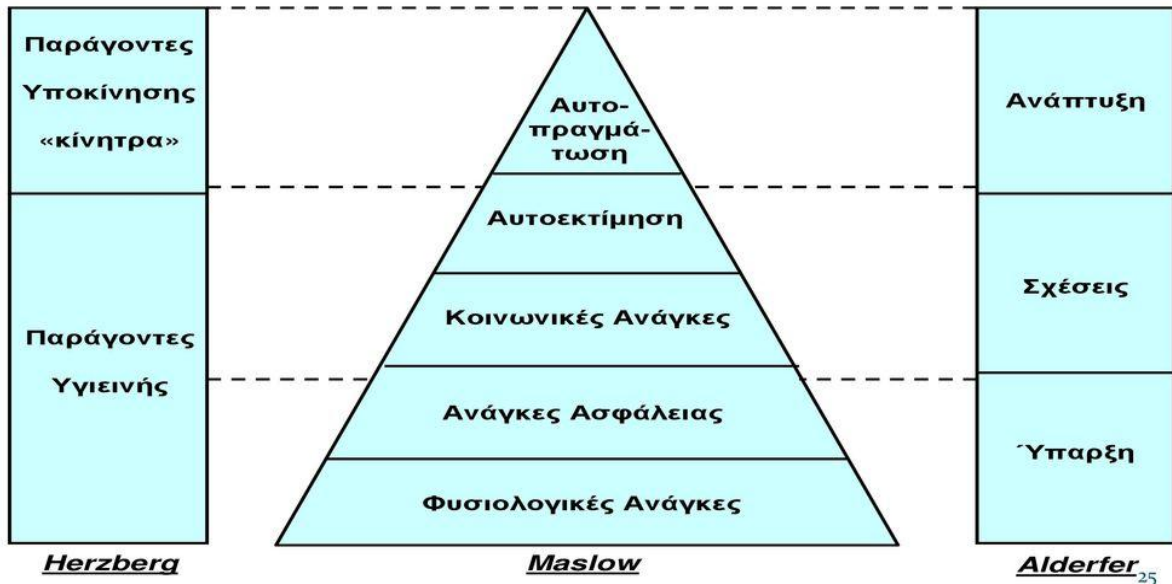 Παράγοντες
Υποκίνησης
«κίνητρα»
Παράγοντες
Υγιεινής
Herzberg
Αυτο-
πραγμά-
τωση
Αυτοεκτίμηση
Κοινωνικές Ανάγκες
Ανάγκες Ασφάλειας
Φυσιολογικές Ανάγκες
Maslow
Ανάπτυξη
Σχέσεις
Ύπαρξη
Alderfer
25